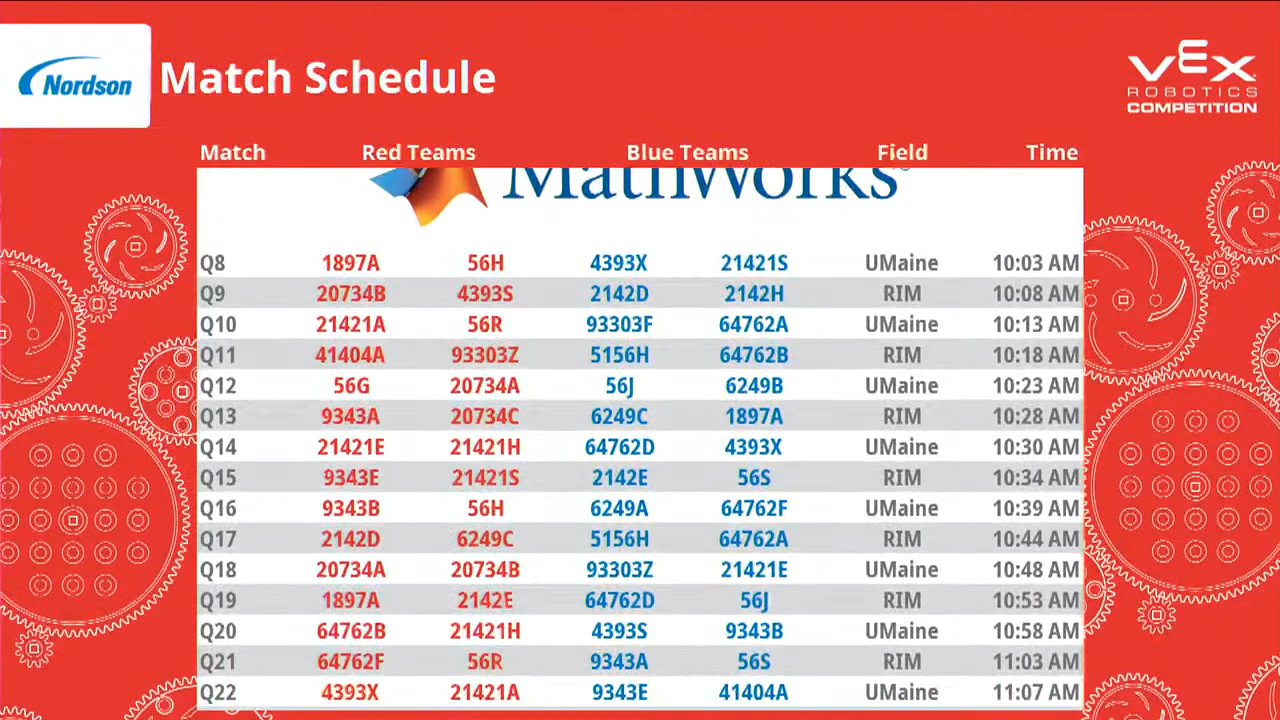 Nordson
Match Schedule
VEX
ROBOTICS
COMPETITION
Match Red Teams Blue Teams Field Time
MathWorks®
Q8 1897A 56H 4393X 21421S UMaine 10:03 AM
Q9 20734B 4393S 2142D 2142H RIM 10:08 AM
Q10 21421A 56R 93303F 64762A UMaine 10:13 AM
Q11 41404A 93303Z 5156H 64762B RIM 10:18 AM
Q12 56G 20734A 56J 6249B UMaine 10:23 AM
Q13 9343A 20734C 6249C 1897A RIM 10:28 AM
Q14 21421E 21421H 64762D 4393X UMaine 10:30 AM
Q15 9343E 21421S 2142E 56S RIM 10:34 AM
Q16 9343B 56H 6249A 64762F UMaine 10:39 AM
Q17 2142D 6249C 5156H 64762A RIM 10:44 AM
Q18 20734A 20734B 93303Z 21421E UMaine 10:48 AM
Q19 1897A 2142E 64762D 56J RIM 10:53 AM
Q20 64762B 21421H 4393S 9343B UMaine 10:58 AM
Q21 64762F 56R 9343A 56S RIM 11:03 AM
Q22 4393X 21421A 9343E 41404A UMaine 11:07 AM